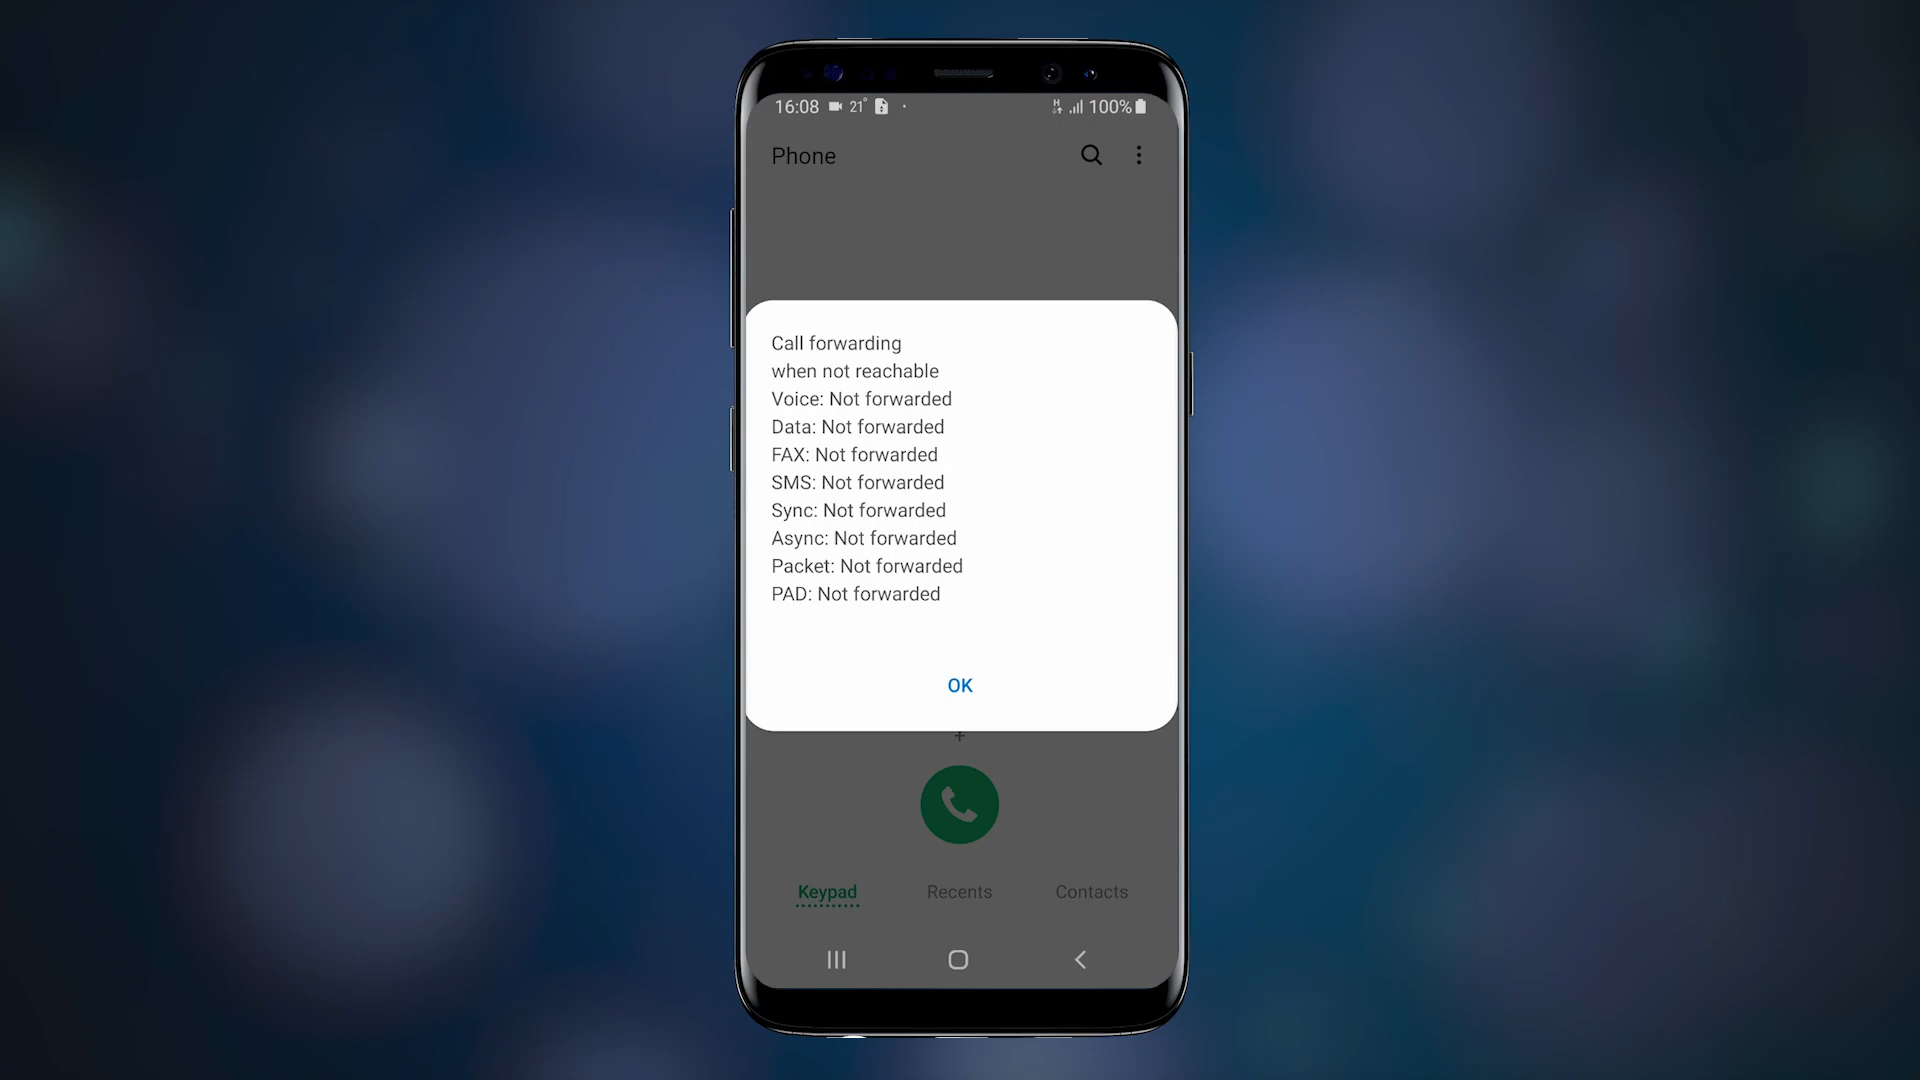 16:08 21° 100%
Phone
Call forwarding
when not reachable
Voice: Not forwarded
Data: Not forwarded
FAX: Not forwarded
SMS: Not forwarded
Sync: Not forwarded
Async: Not forwarded
Packet: Not forwarded
PAD: Not forwarded
OK
+
Keypad Recents Contacts